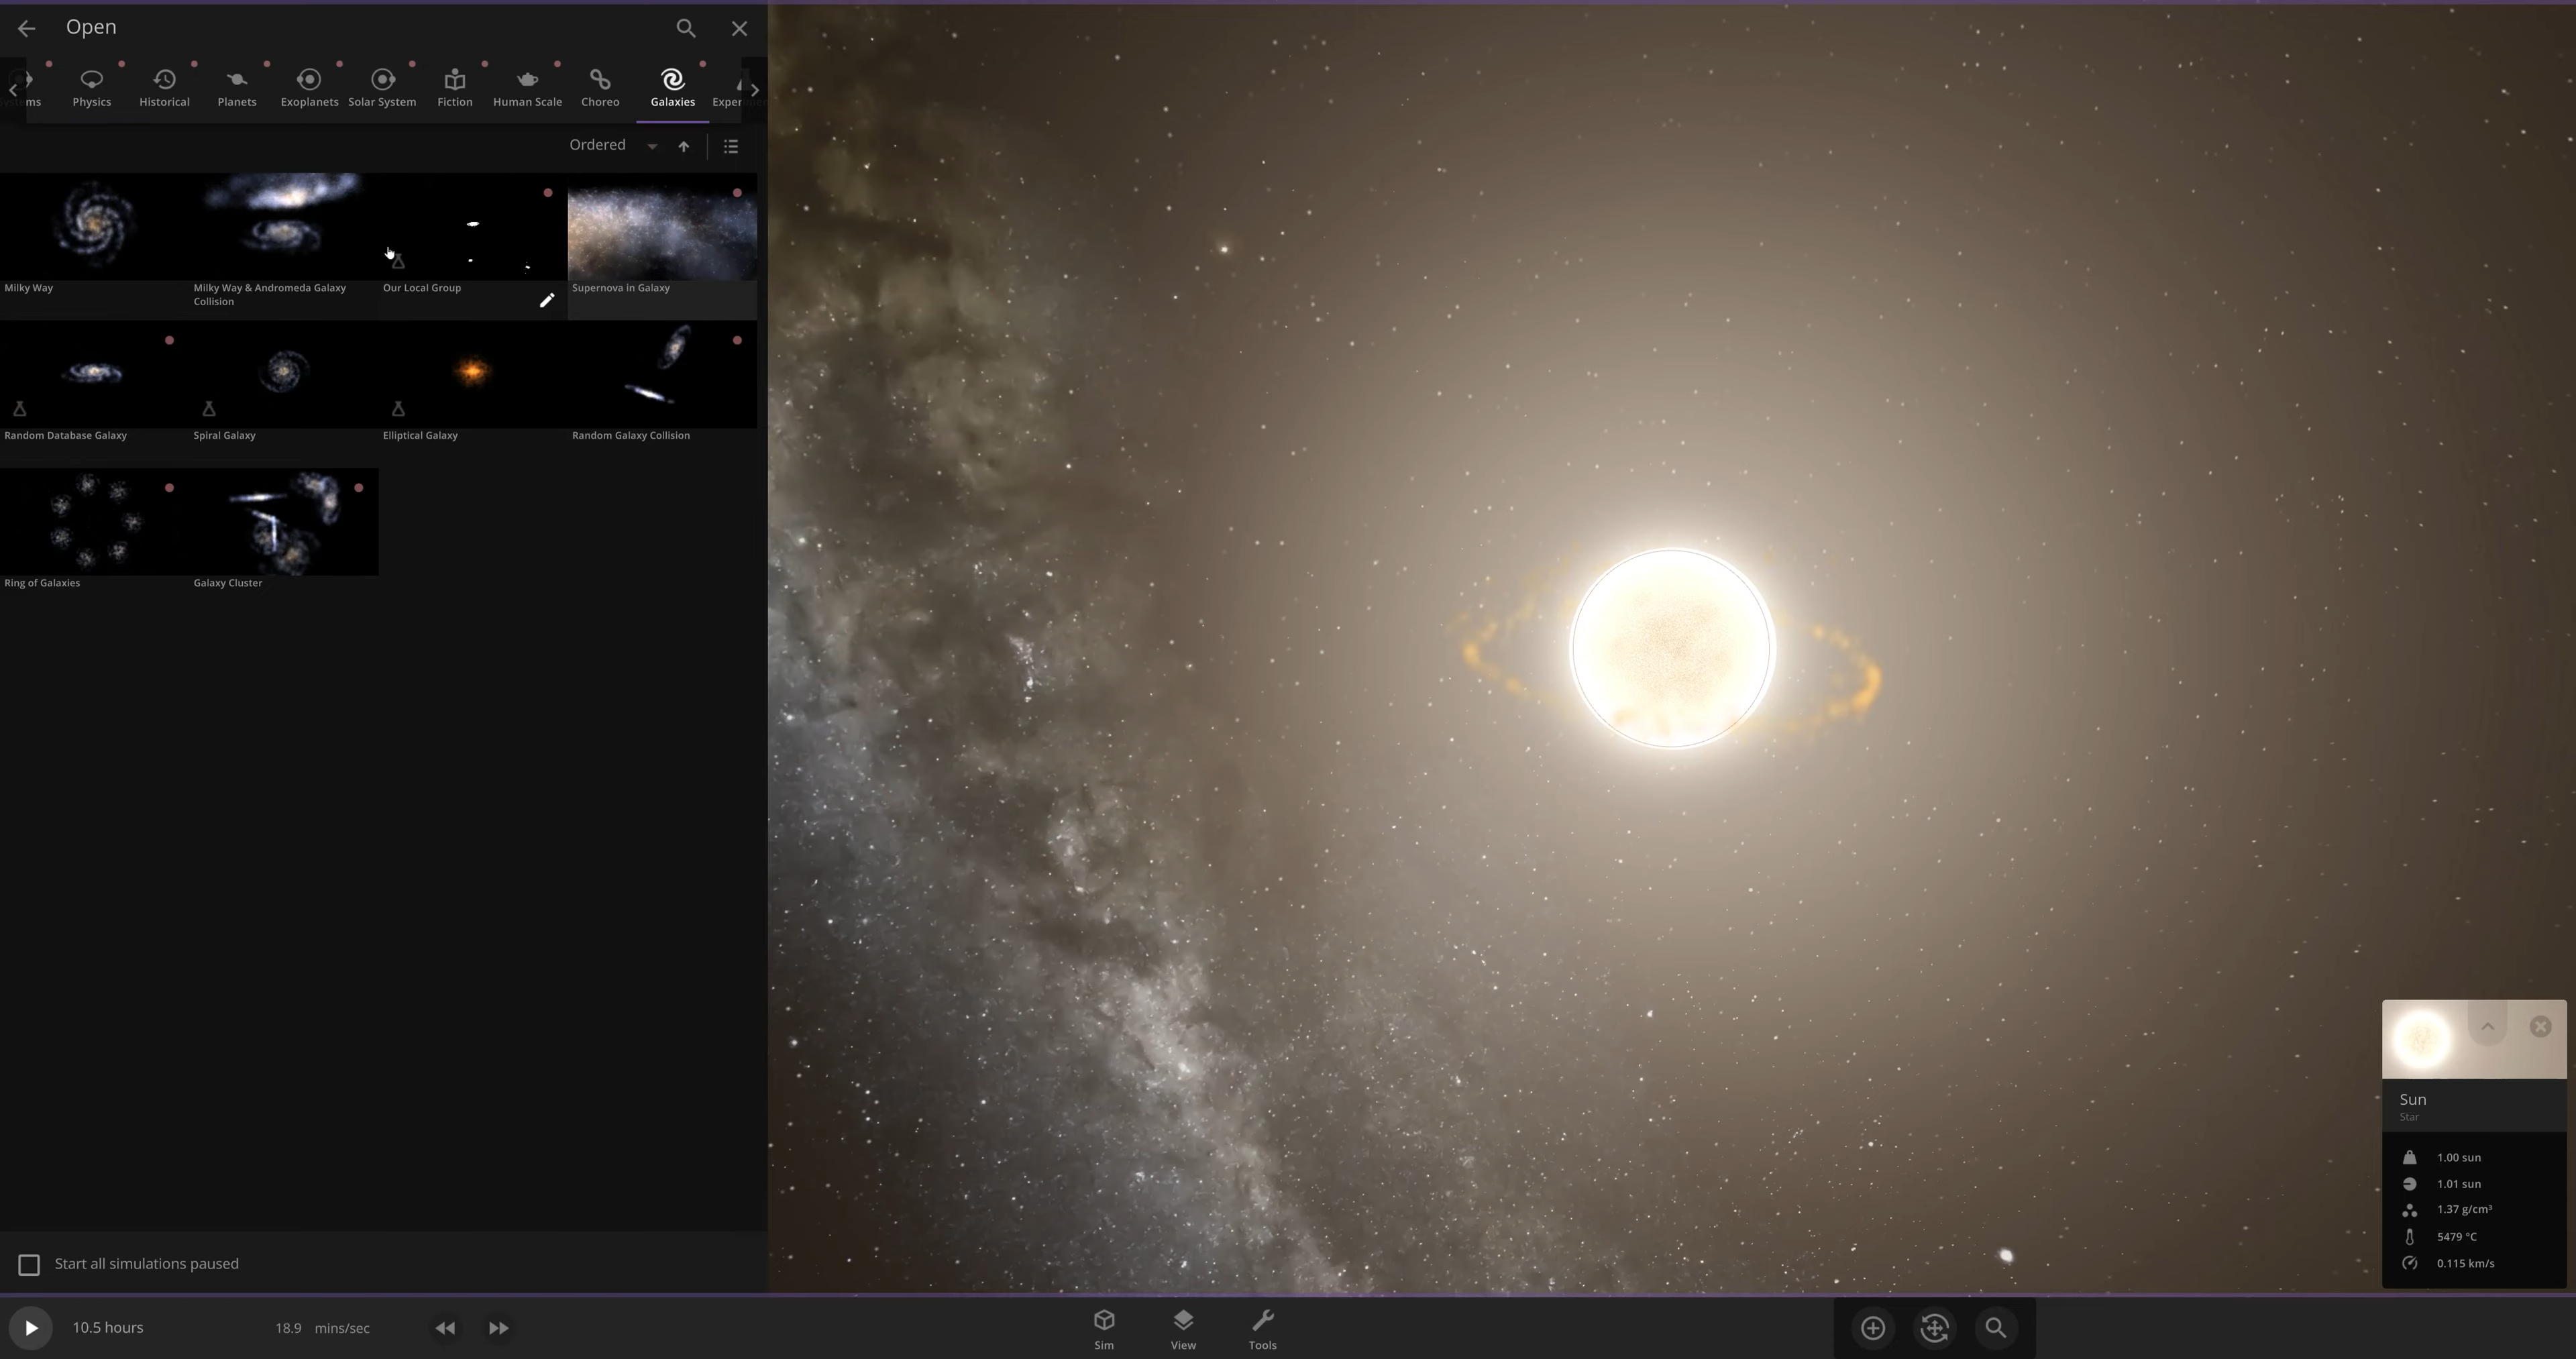 Open
Physics
Historical
Planets
Exoplanets
Solar System
Fiction
Human Scale
Choreo
Galaxies
Ordered
Milky Way
Milky Way & Andromeda Galaxy
Collision
Our Local Group
Supernova in Galaxy
Random Database Galaxy
Spiral Galaxy
Elliptical Galaxy
Random Galaxy Collision
Ring of Galaxies
Galaxy Cluster
Start all simulations paused
Sun
Star
1.00 sun
1.01 sun
1.37 g/cm³
5479 °C
0.115 km/s
10.5 hours
18.9 mins/sec
Sim
View
Tools